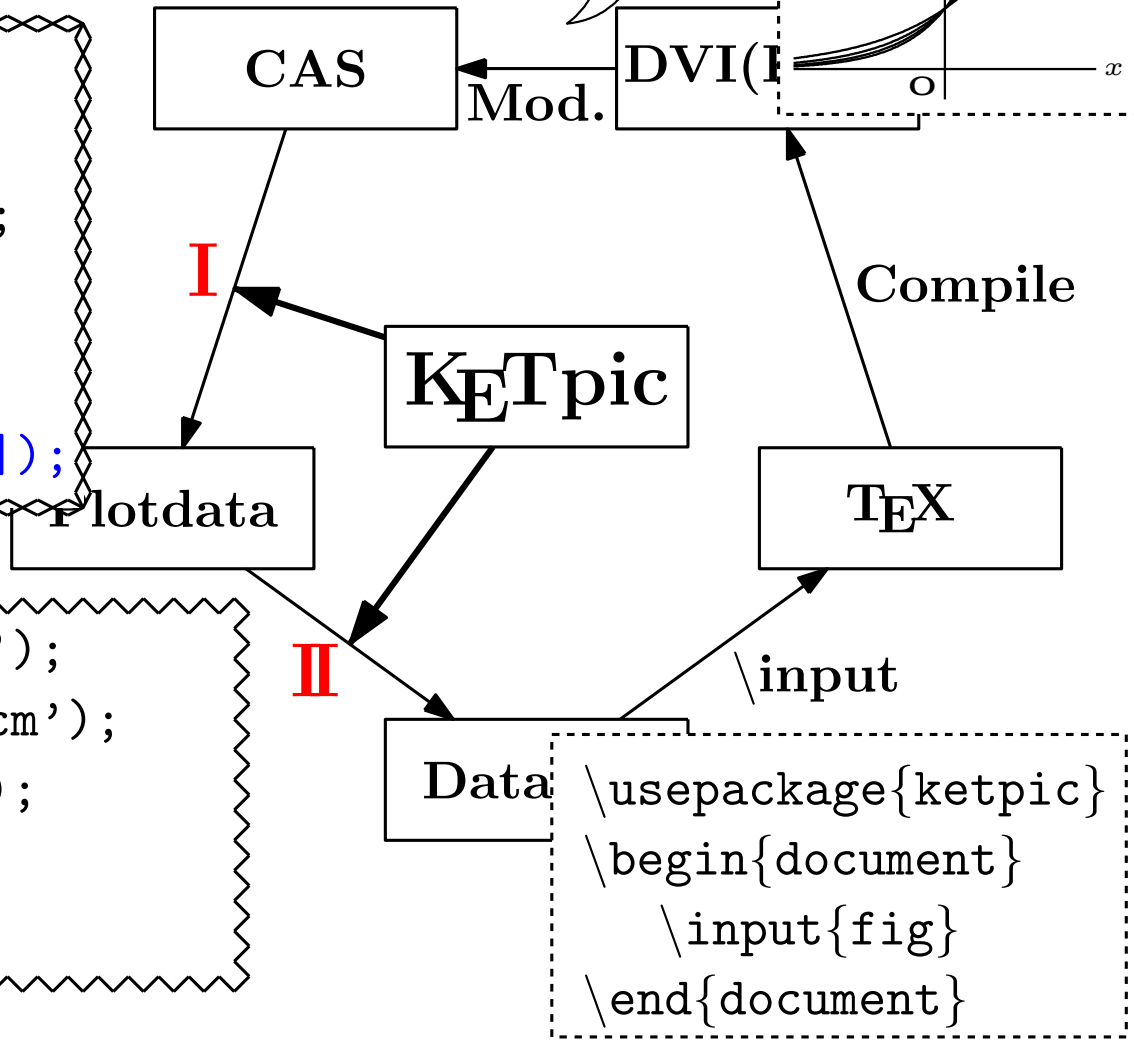 CAS
DVI(
x
O
Mod.
;
I
Compile
KETpic
]);
Plotdata
TEX
');
II
\input
cm');
);
Data
\usepackage{ketpic}
\begin{document}
\input{fig}
\end{document}